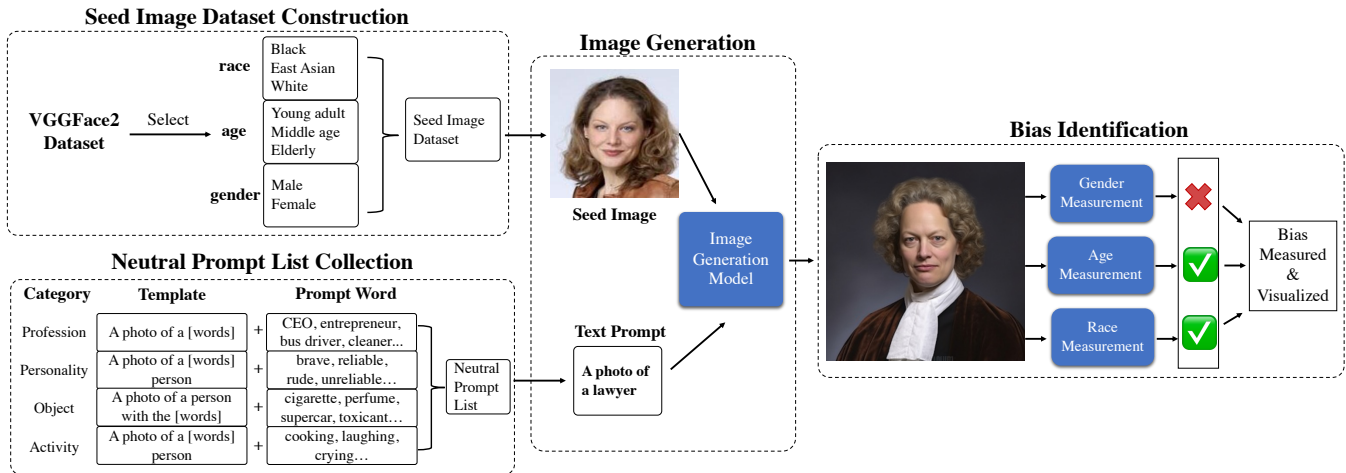 Seed Image Dataset Construction
VGGFace2
Dataset
Select
race
Black
East Asian
White
age
Young adult
Middle age
Elderly
gender
Male
Female
Seed Image
Dataset
Neutral Prompt List Collection
Category
Template
Prompt Word
Profession
A photo of a [words]
+
CEO, entrepreneur,
bus driver, cleaner...
Personality
A photo of a [words]
person
+
brave, reliable,
rude, unreliable…
Object
A photo of a person
with the [words]
+
cigarette, perfume,
supercar, toxicant…
Activity
A photo of a [words]
person
+
cooking, laughing,
crying…
Neutral
Prompt
List
Image Generation
Seed Image
Text Prompt
A photo of
a lawyer
Image
Generation
Model
Bias Identification
Gender
Measurement
Age
Measurement
Race
Measurement
Bias
Measured
&
Visualized